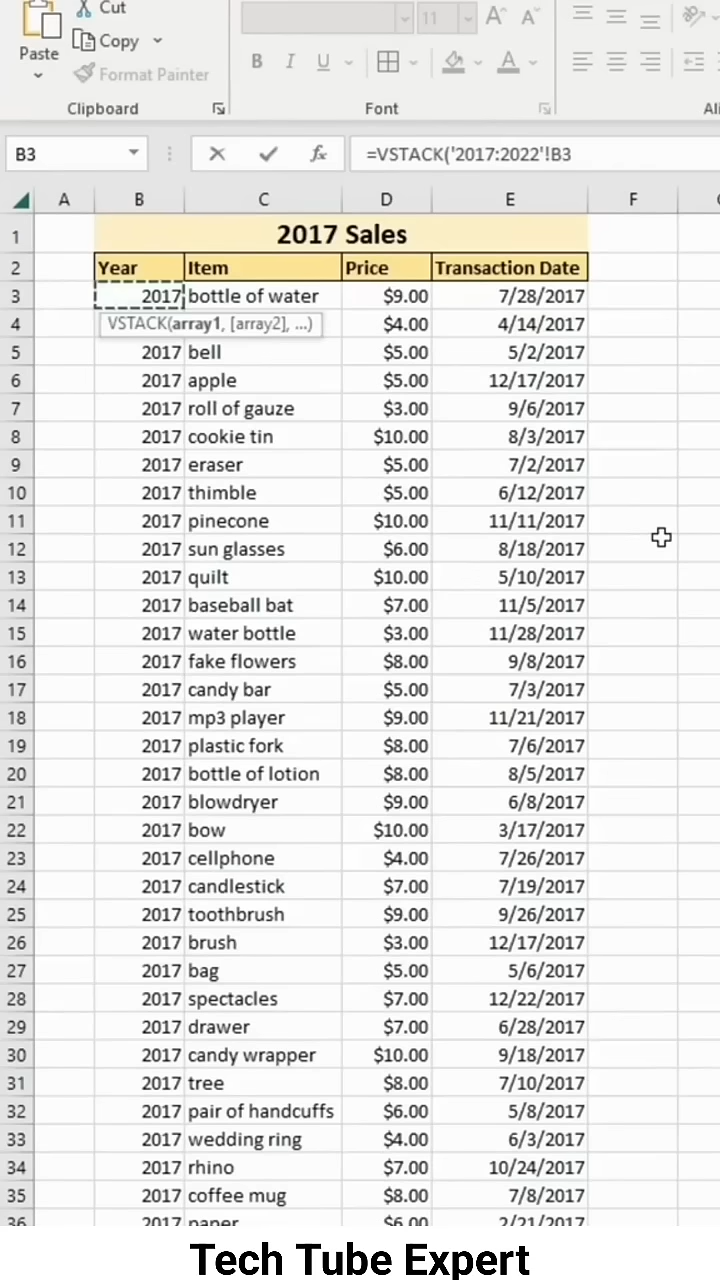 Cut
Copy
Paste
Format Painter
11
A^ A˅
B I U
A
Clipboard
Font
Ali
B3
fx
=VSTACK('2017:2022'!B3
A B C D E F
1 2017 Sales
2 Year Item Price Transaction Date
3 2017 bottle of water $9.00 7/28/2017
4 VSTACK(array1, [array2], ...) $4.00 4/14/2017
5 2017 bell $5.00 5/2/2017
6 2017 apple $5.00 12/17/2017
7 2017 roll of gauze $3.00 9/6/2017
8 2017 cookie tin $10.00 8/3/2017
9 2017 eraser $5.00 7/2/2017
10 2017 thimble $5.00 6/12/2017
11 2017 pinecone $10.00 11/11/2017
12 2017 sun glasses $6.00 8/18/2017
13 2017 quilt $10.00 5/10/2017
14 2017 baseball bat $7.00 11/5/2017
15 2017 water bottle $3.00 11/28/2017
16 2017 fake flowers $8.00 9/8/2017
17 2017 candy bar $5.00 7/3/2017
18 2017 mp3 player $9.00 11/21/2017
19 2017 plastic fork $8.00 7/6/2017
20 2017 bottle of lotion $8.00 8/5/2017
21 2017 blowdryer $9.00 6/8/2017
22 2017 bow $10.00 3/17/2017
23 2017 cellphone $4.00 7/26/2017
24 2017 candlestick $7.00 7/19/2017
25 2017 toothbrush $9.00 9/26/2017
26 2017 brush $3.00 12/17/2017
27 2017 bag $5.00 5/6/2017
28 2017 spectacles $7.00 12/22/2017
29 2017 drawer $7.00 6/28/2017
30 2017 candy wrapper $10.00 9/18/2017
31 2017 tree $8.00 7/10/2017
32 2017 pair of handcuffs $6.00 5/8/2017
33 2017 wedding ring $4.00 6/3/2017
34 2017 rhino $7.00 10/24/2017
35 2017 coffee mug $8.00 7/8/2017
36 2017 paper $6.00 2/21/2017
Tech Tube Expert